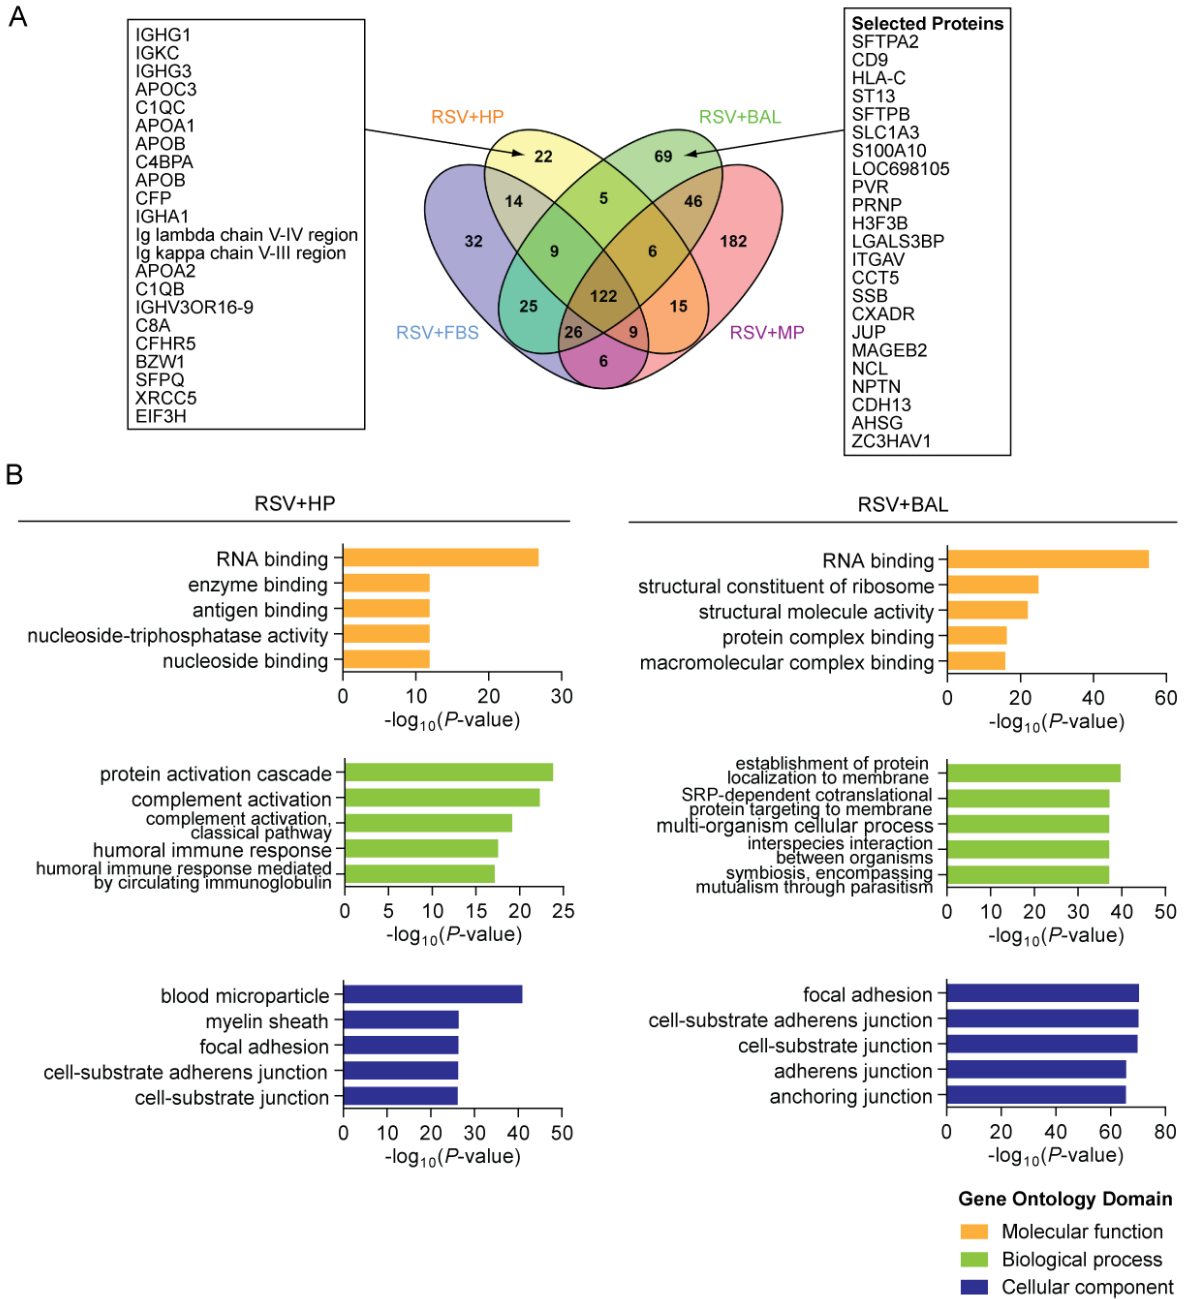 A
IGHG1
IGKC
IGHG3
APOC3
C1QC
APOA1
APOB
C4BPA
APOB
CFP
IGHA1
Ig lambda chain V-IV region
Ig kappa chain V-III region
APOA2
C1QB
IGHV3OR16-9
C8A
CFHR5
BZW1
SFPQ
XRCC5
EIF3H
RSV+HP
RSV+BAL
RSV+FBS
RSV+MP
22
69
14
5
46
32
9
6
182
25
122
15
26
9
6
Selected Proteins
SFTPA2
CD9
HLA-C
ST13
SFTPB
SLC1A3
S100A10
LOC698105
PVR
PRNP
H3F3B
LGALS3BP
ITGAV
CCT5
SSB
CXADR
JUP
MAGEB2
NCL
NPTN
CDH13
AHSG
ZC3HAV1
B
RSV+HP
RNA binding
enzyme binding
antigen binding
nucleoside-triphosphatase activity
nucleoside binding
0 10 20 30
-log10(P-value)
protein activation cascade
complement activation
complement activation,
classical pathway
humoral immune response
humoral immune response mediated
by circulating immunoglobulin
0 5 10 15 20 25
-log10(P-value)
blood microparticle
myelin sheath
focal adhesion
cell-substrate adherens junction
cell-substrate junction
0 10 20 30 40 50
-log10(P-value)
RSV+BAL
RNA binding
structural constituent of ribosome
structural molecule activity
protein complex binding
macromolecular complex binding
0 20 40 60
-log10(P-value)
establishment of protein
localization to membrane
SRP-dependent cotranslational
protein targeting to membrane
multi-organism cellular process
interspecies interaction
between organisms
symbiosis, encompassing
mutualism through parasitism
0 10 20 30 40 50
-log10(P-value)
focal adhesion
cell-substrate adherens junction
cell-substrate junction
adherens junction
anchoring junction
0 20 40 60 80
-log10(P-value)
Gene Ontology Domain
Molecular function
Biological process
Cellular component